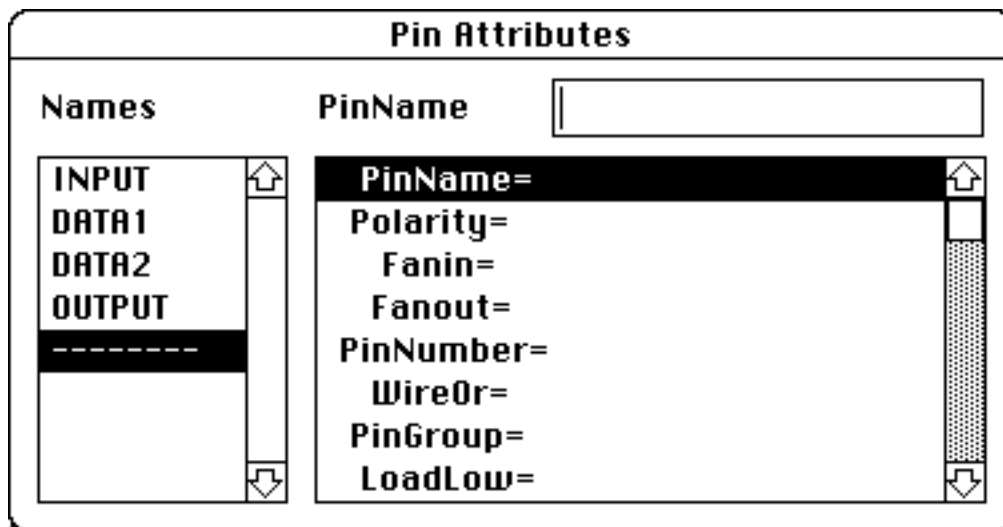 Pin Attributes
Names
PinName
INPUT
DATA1
DATA2
OUTPUT
--------
PinName=
Polarity=
Fanin=
Fanout=
PinNumber=
WireOr=
PinGroup=
LoadLow=